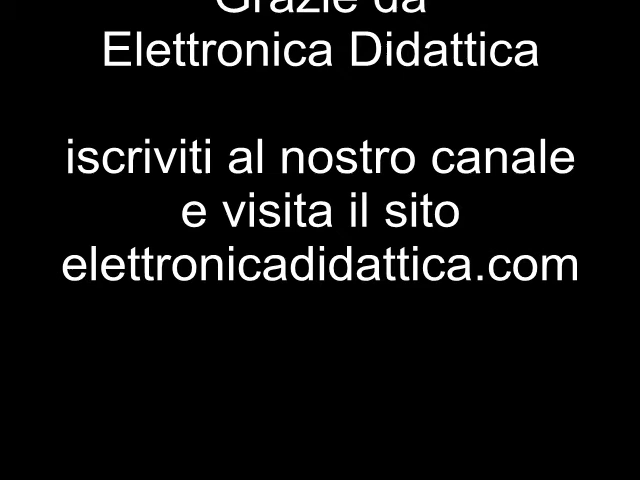 Grazie da
Elettronica Didattica
iscriviti al nostro canale
e visita il sito
elettronicadidattica.com